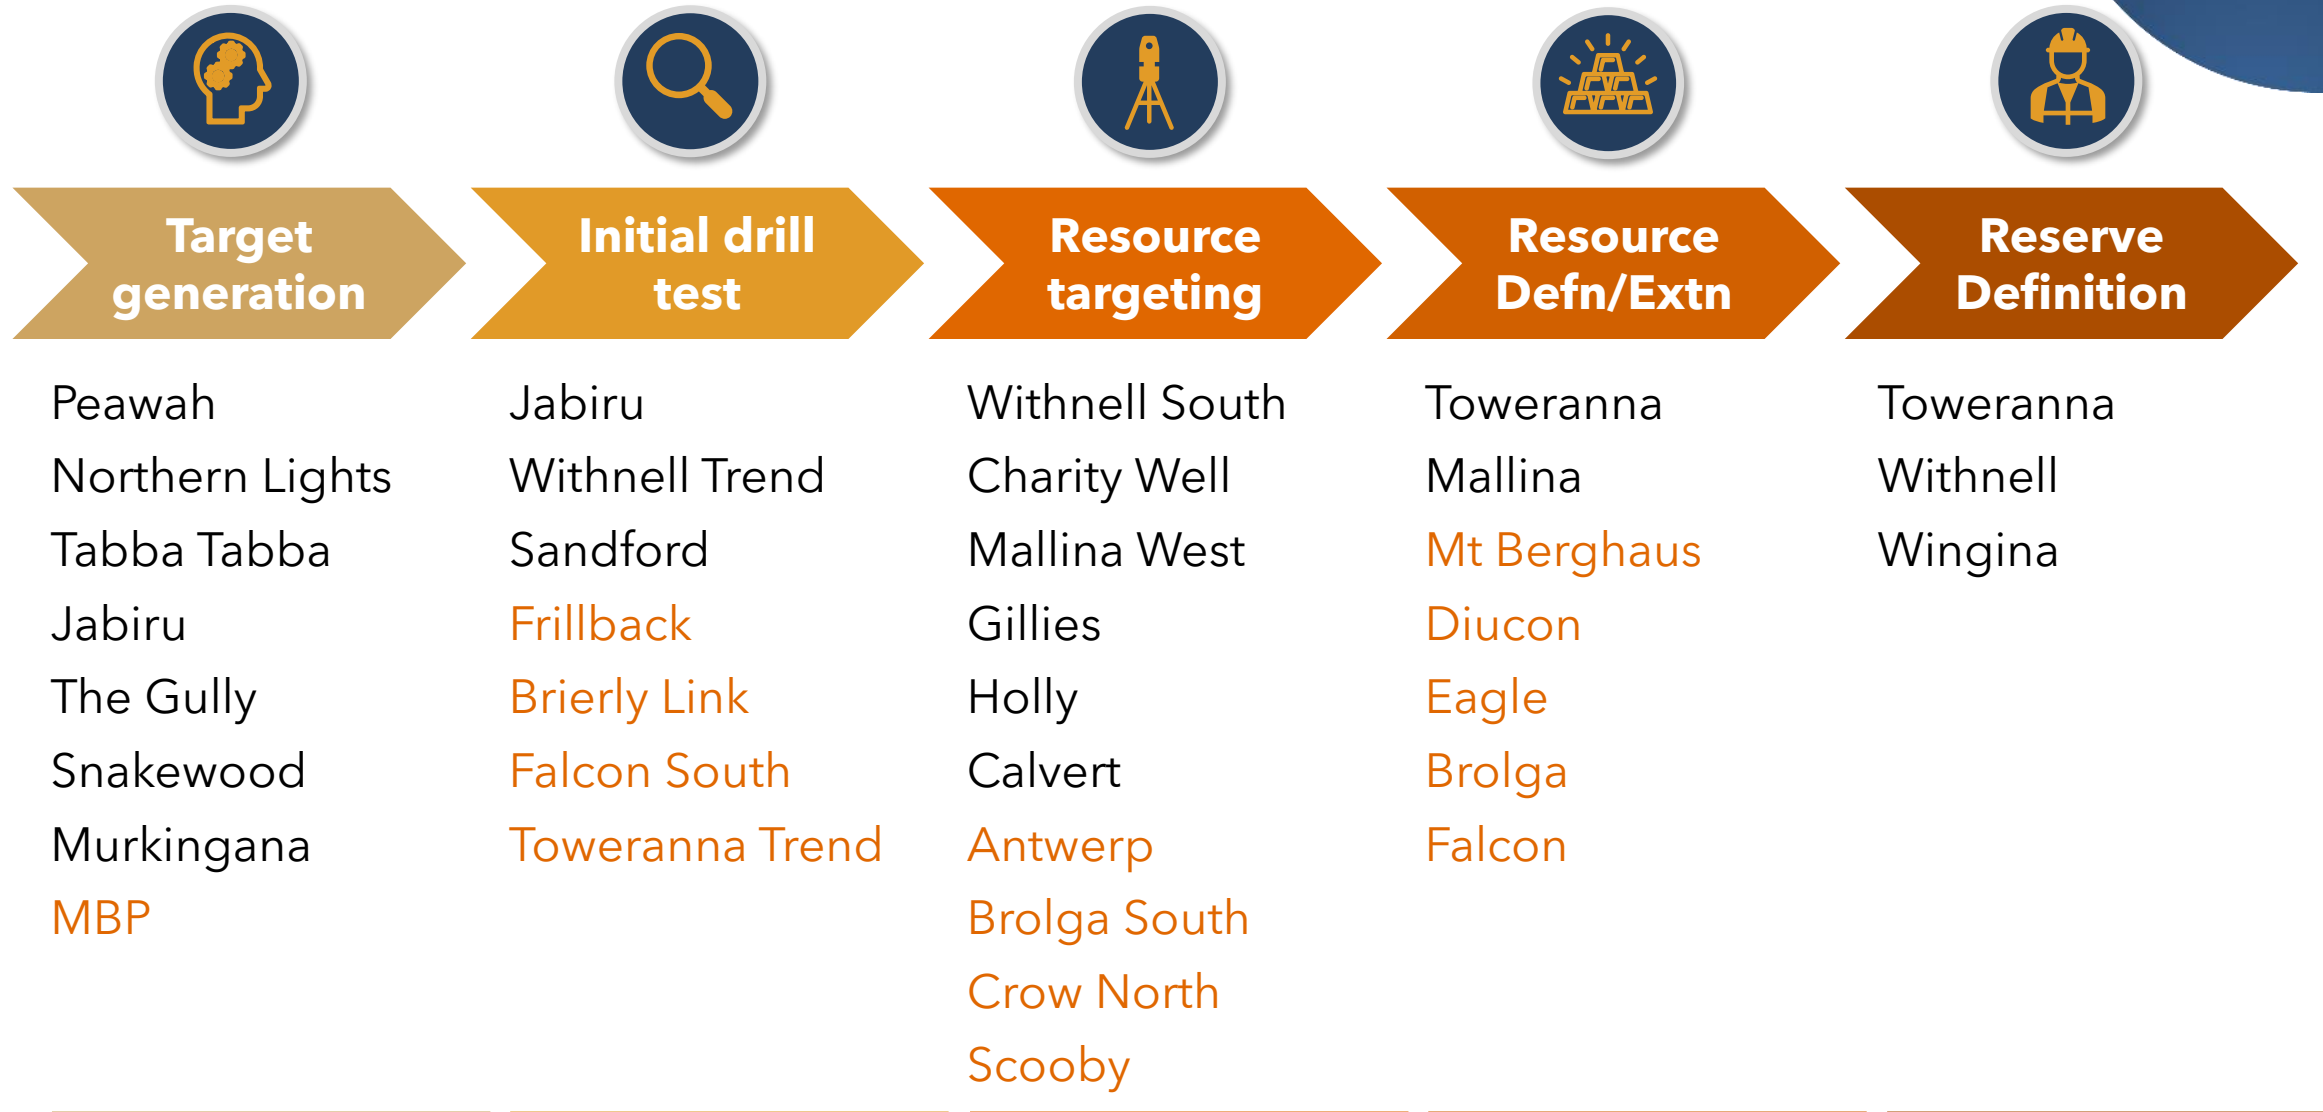 Target
generation
Initial drill
test
Resource
targeting
Resource
Defn/Extn
Reserve
Definition
Peawah
Northern Lights
Tabba Tabba
Jabiru
The Gully
Snakewood
Murkingana
MBP
Jabiru
Withnell Trend
Sandford
Frillback
Brierly Link
Falcon South
Toweranna Trend
Withnell South
Charity Well
Mallina West
Gillies
Holly
Calvert
Antwerp
Brolga South
Crow North
Scooby
Toweranna
Mallina
Mt Berghaus
Diucon
Eagle
Brolga
Falcon
Toweranna
Withnell
Wingina